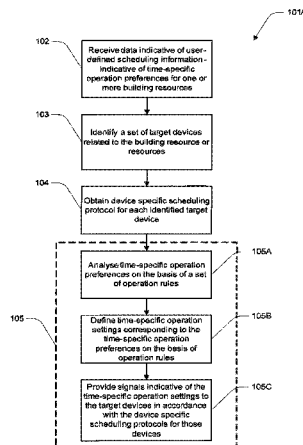 101A
102
Receive data indicative of user-
defined scheduling information-
indicative of time-specific
operation preferences for one or
more building resources
103
Identify a set of target devices
related to the building resource or
resources
104
Obtain device specific scheduling
protocol for each identified target
device
105
105A
Analyse time-specific operation
preferences on the basis of a set
of operation rules
105B
Define time-specific operation
settings corresponding to the
time-specific operation
preferences on the basis of
operation rules
105C
Provide signals indicative of the
time-specific operation settings to
the target devices in accordance
with the device specific
scheduling protocols for those
devices